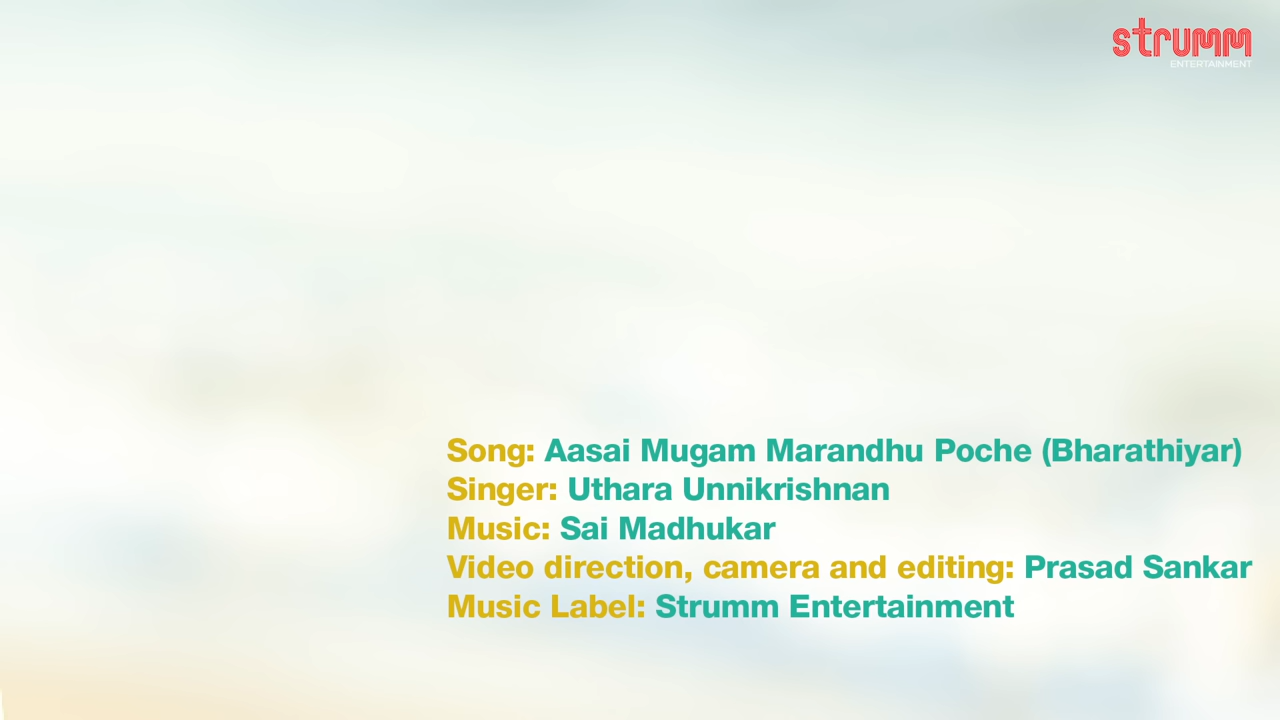 strumm
ENTERTAINMENT
Song: Aasai Mugam Marandhu Poche (Bharathiyar)
Singer: Uthara Unnikrishnan
Music: Sai Madhukar
Video direction, camera and editing: Prasad Sankar
Music Label: Strumm Entertainment